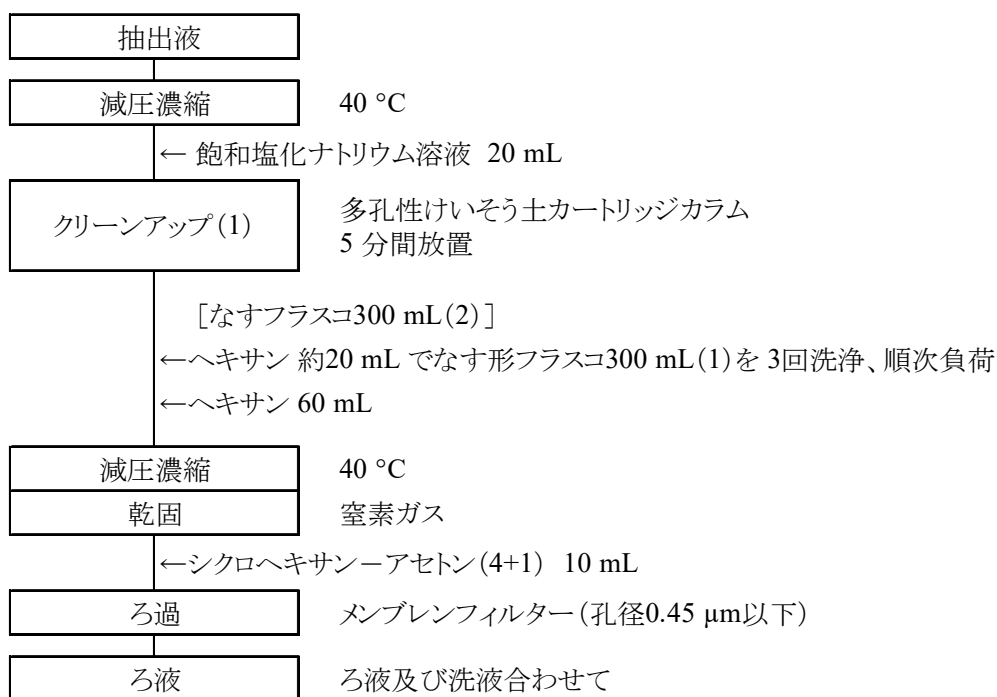 抽出液
減圧濃縮 40 °C
← 飽和塩化ナトリウム溶液 20 mL
クリーンアップ(1) 多孔性けいそう土カートリッジカラム
5 分間放置
[なすフラスコ300 mL(2)]
←ヘキサン 約20 mL でなす形フラスコ300 mL(1)を 3回洗浄、順次負荷
←ヘキサン 60 mL
減圧濃縮 40 °C
乾固 窒素ガス
←シクロヘキサン-アセトン(4+1) 10 mL
ろ過 メンブレンフィルター(孔径0.45 µm以下)
ろ液 ろ液及び洗液合わせて